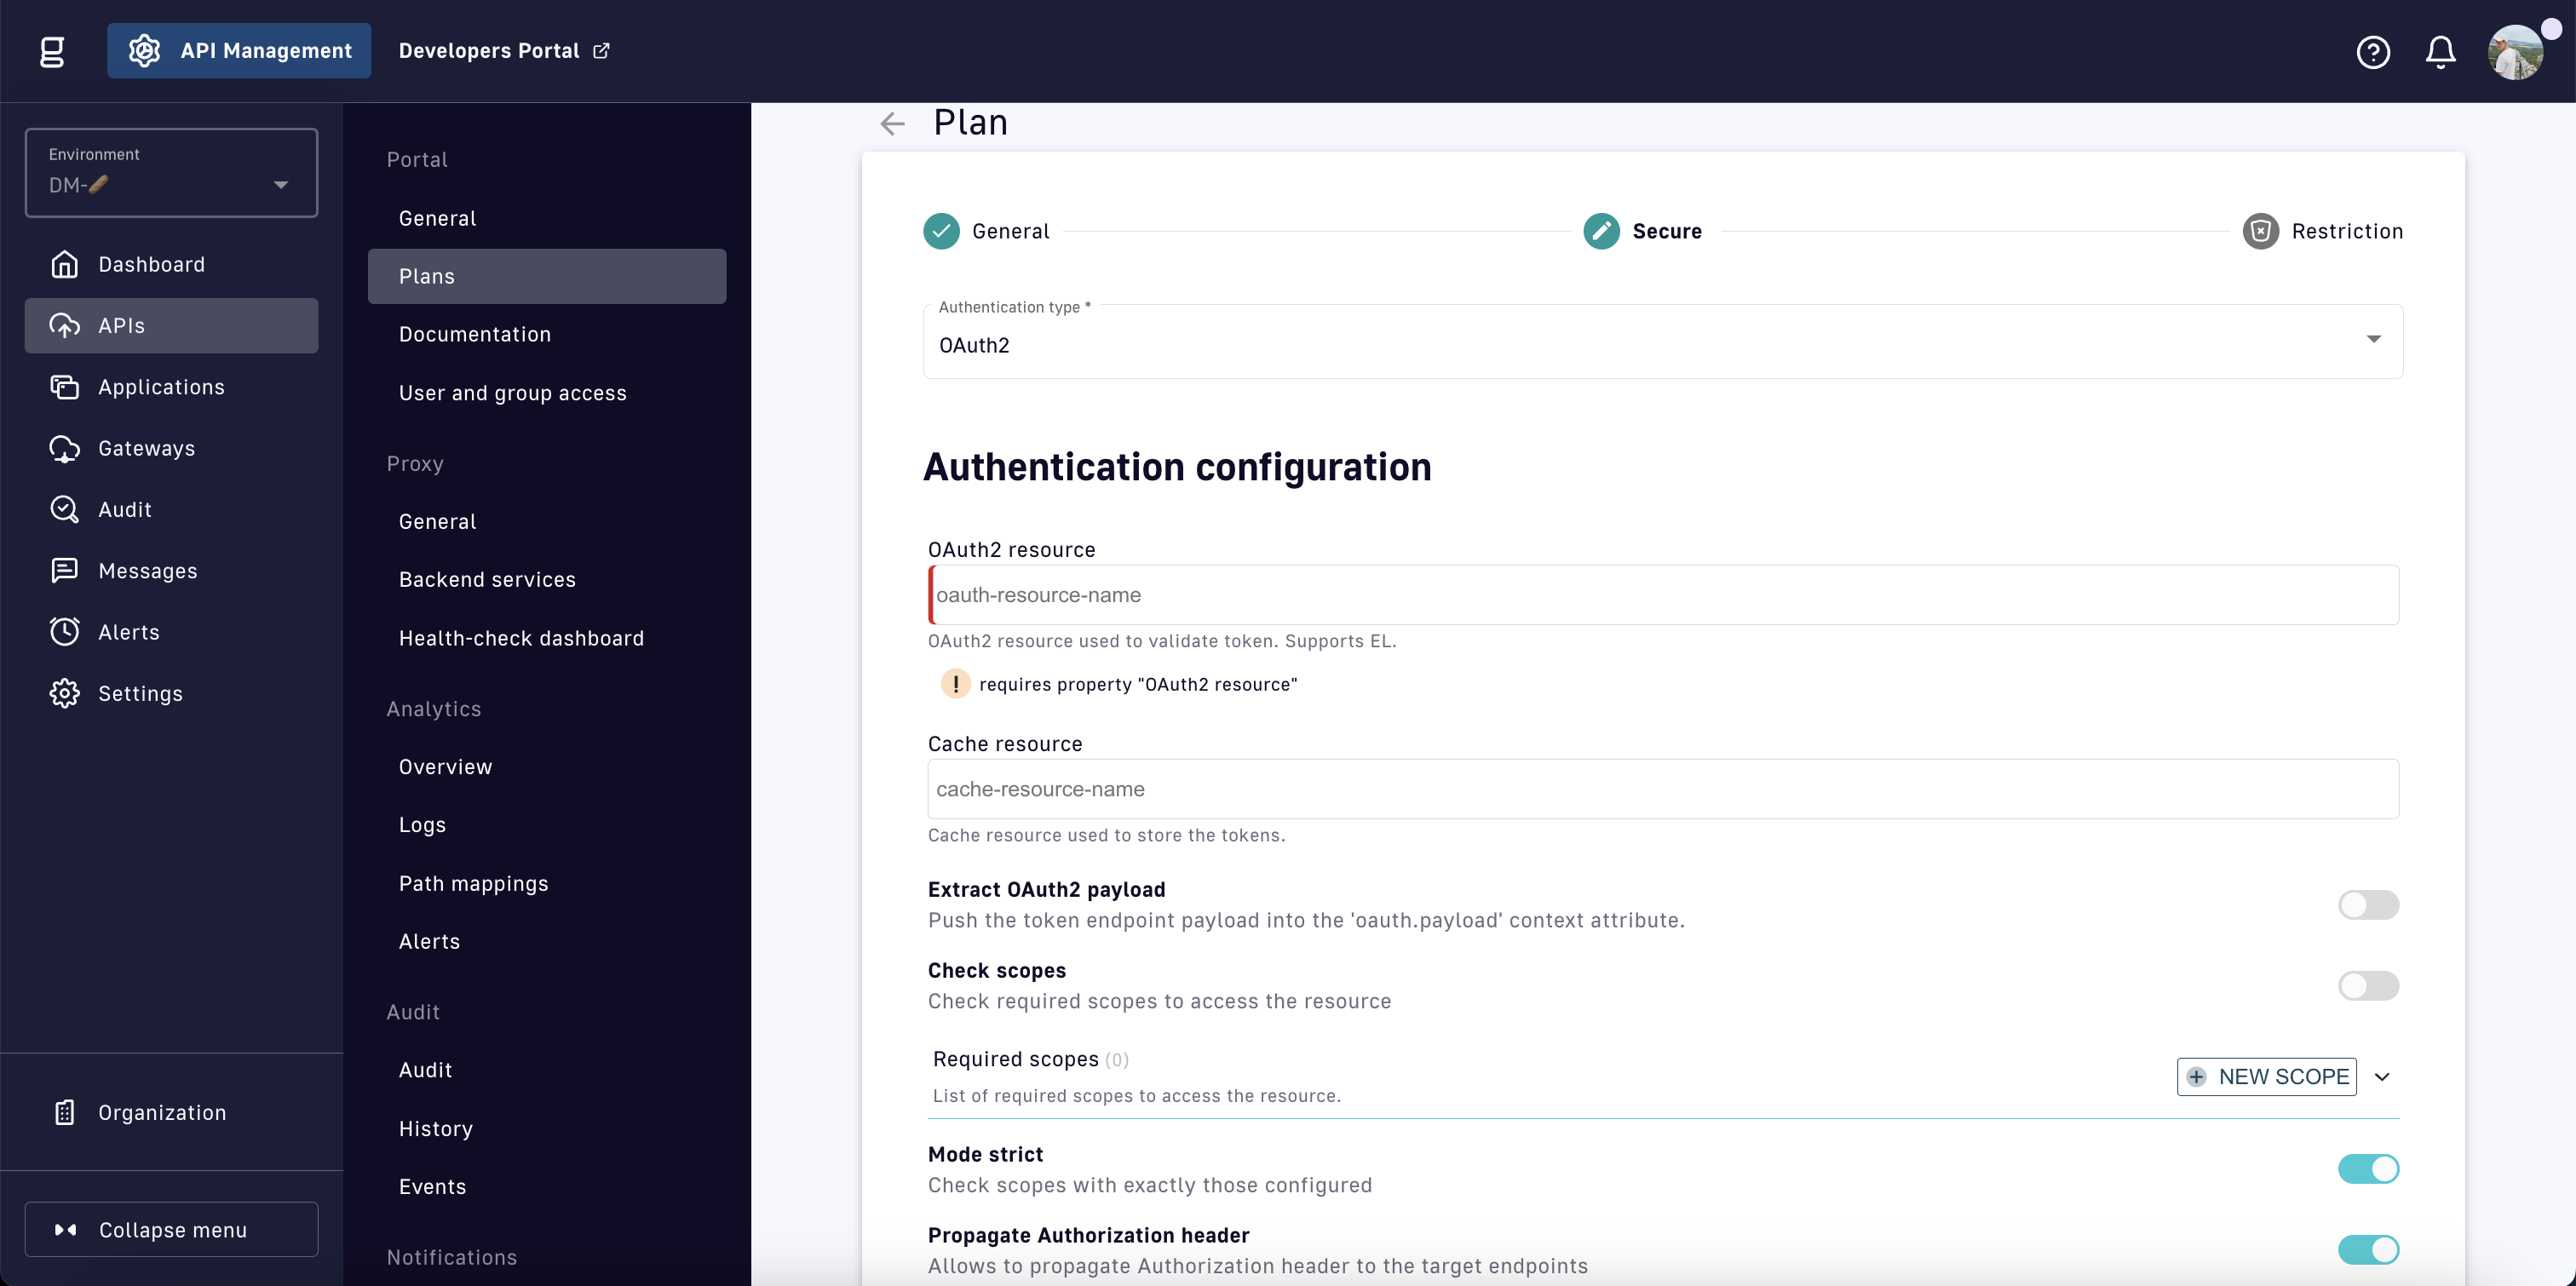 g
API Management
Developers Portal
Environment
DM-🥖
Dashboard
APIs
Applications
Gateways
Audit
Messages
Alerts
Settings
Organization
Collapse menu
Portal
General
Plans
Documentation
User and group access
Proxy
General
Backend services
Health-check dashboard
Analytics
Overview
Logs
Path mappings
Alerts
Audit
Audit
History
Events
Notifications
Plan
General
Secure
Restriction
Authentication type *
OAuth2
Authentication configuration
OAuth2 resource
oauth-resource-name
OAuth2 resource used to validate token. Supports EL.
! requires property "OAuth2 resource"
Cache resource
cache-resource-name
Cache resource used to store the tokens.
Extract OAuth2 payload
Push the token endpoint payload into the 'oauth.payload' context attribute.
Check scopes
Check required scopes to access the resource
Required scopes (0)
NEW SCOPE
List of required scopes to access the resource.
Mode strict
Check scopes with exactly those configured
Propagate Authorization header
Allows to propagate Authorization header to the target endpoints